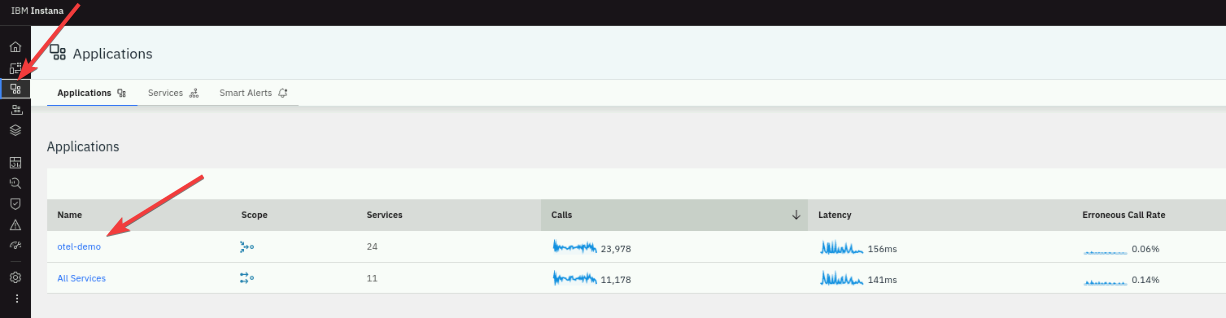 IBM Instana
Applications
Applications Services Smart Alerts
Applications
Name Scope Services Calls Latency Erroneous Call Rate
otel-demo 24 23,978 156ms 0.06%
All Services 11 11,178 141ms 0.14%